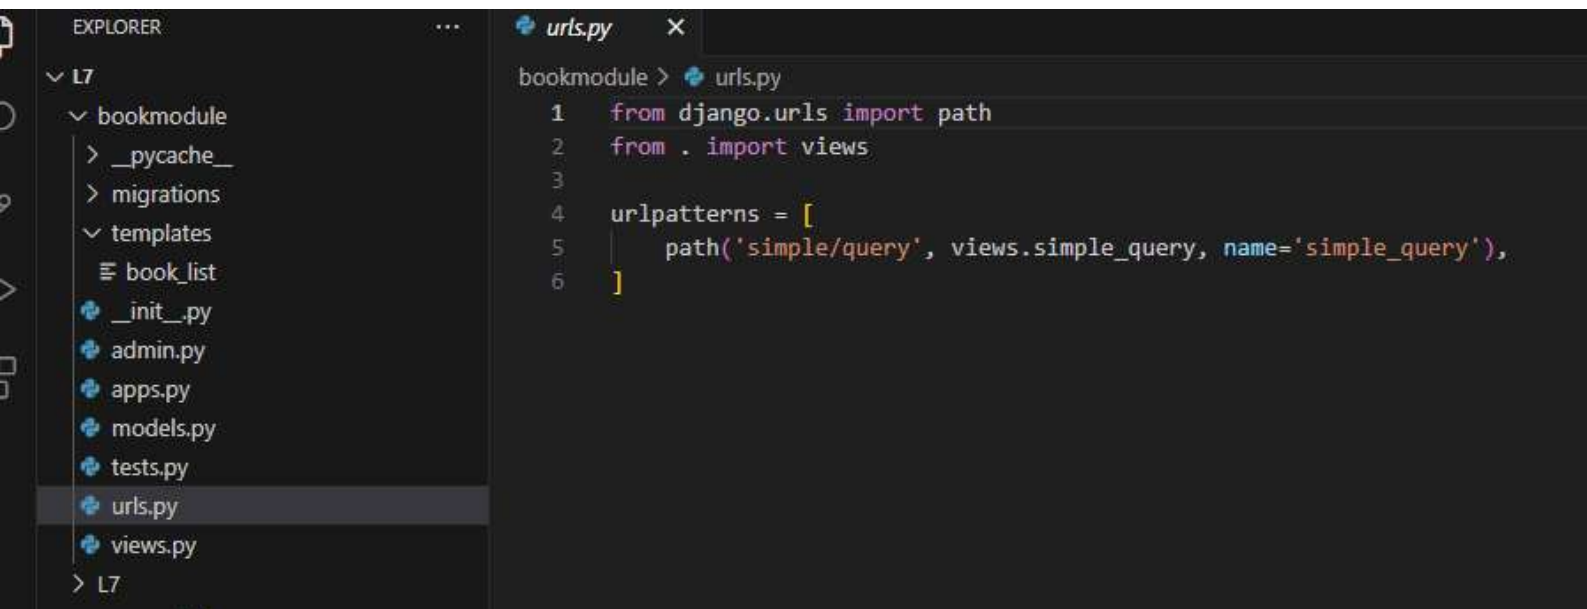 EXPLORER
...
L7
bookmodule
__pycache__
migrations
templates
book_list
__init__.py
admin.py
apps.py
models.py
tests.py
urls.py
views.py
L7
urls.py
bookmodule > urls.py
1 from django.urls import path
2 from . import views
3
4 urlpatterns = [
5 path('simple/query', views.simple_query, name='simple_query'),
6 ]